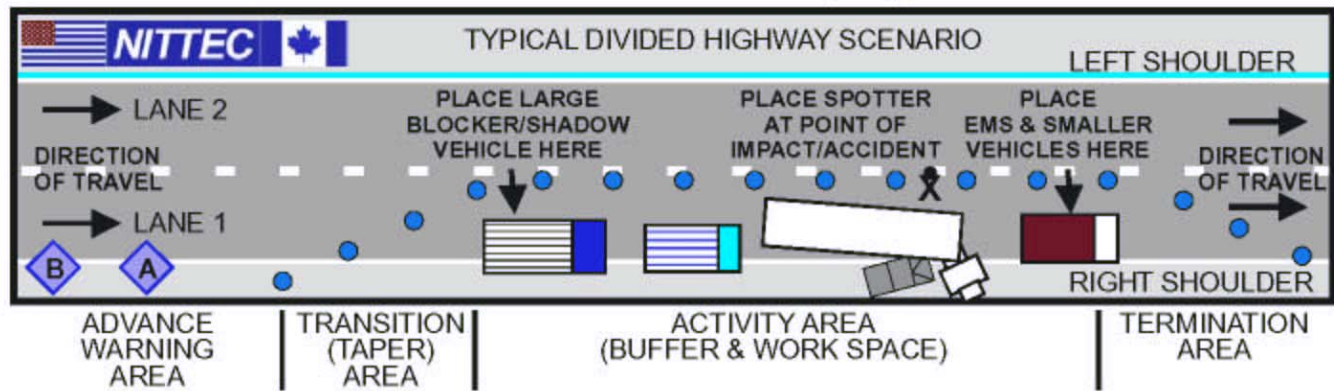 NITTEC
TYPICAL DIVIDED HIGHWAY SCENARIO
LEFT SHOULDER
LANE 2
PLACE LARGE
BLOCKER/SHADOW
VEHICLE HERE
PLACE SPOTTER
AT POINT OF
IMPACT/ACCIDENT
PLACE
EMS & SMALLER
VEHICLES HERE
DIRECTION
OF TRAVEL
DIRECTION
OF TRAVEL
LANE 1
B
A
X
RIGHT SHOULDER
ADVANCE
WARNING
AREA
TRANSITION
(TAPER)
AREA
ACTIVITY AREA
(BUFFER & WORK SPACE)
TERMINATION
AREA